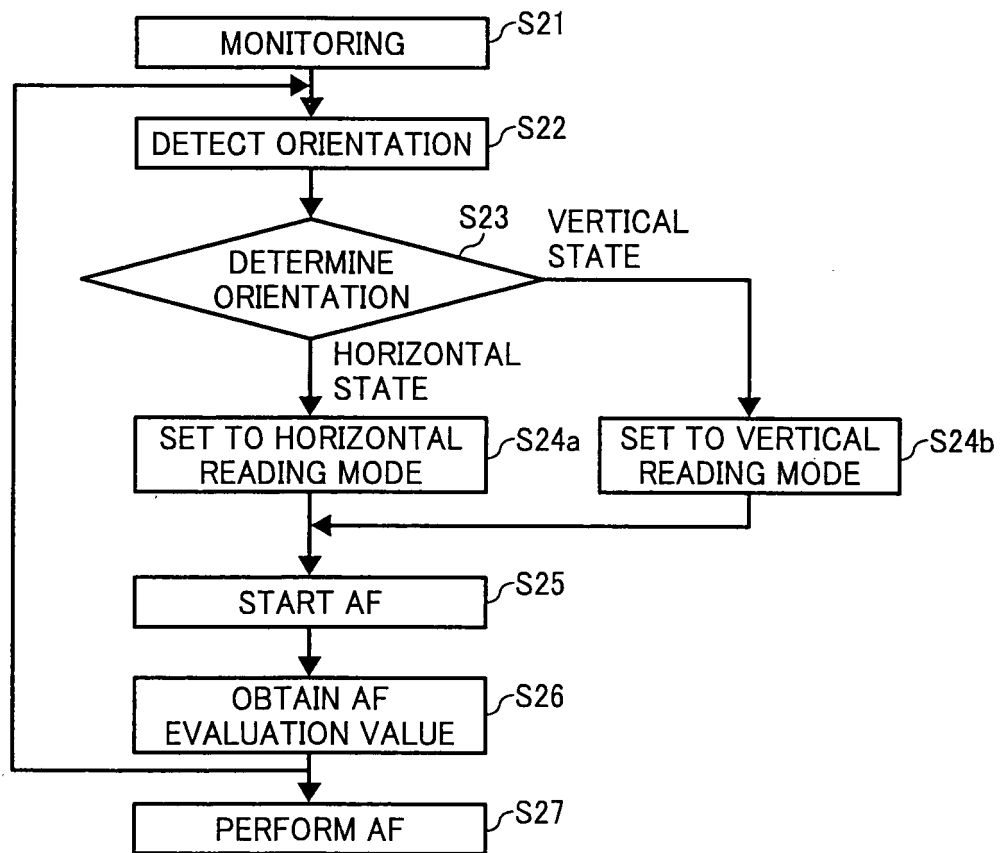 MONITORING
S21
DETECT ORIENTATION
S22
S23
DETERMINE
ORIENTATION
VERTICAL
STATE
HORIZONTAL
STATE
SET TO HORIZONTAL
READING MODE
S24a
SET TO VERTICAL
READING MODE
S24b
START AF
S25
OBTAIN AF
EVALUATION VALUE
S26
PERFORM AF
S27